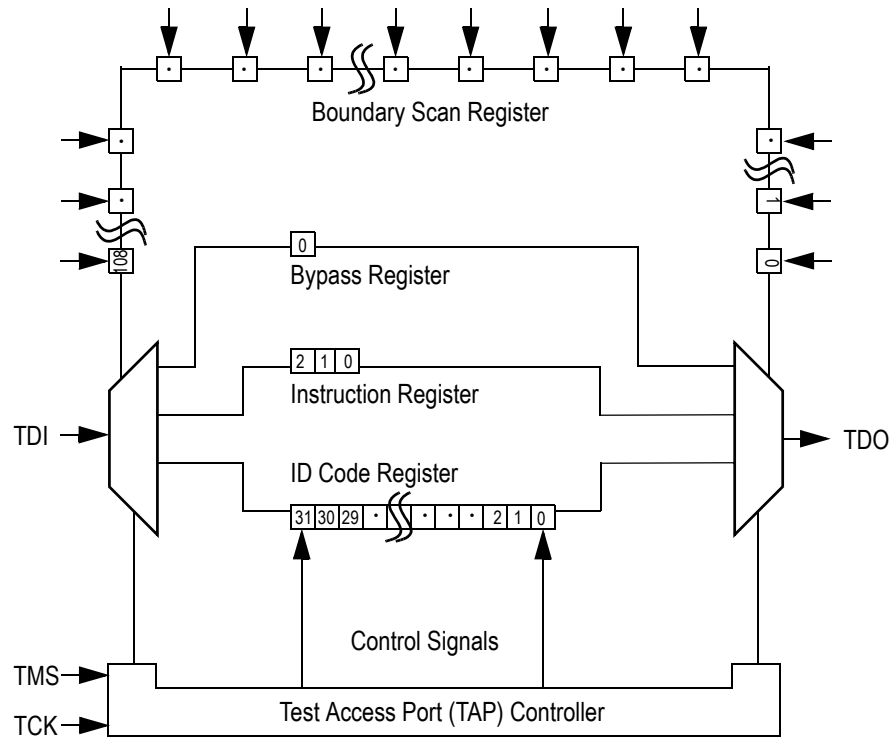 · · · · · · · ·
Boundary Scan Register
· ·
· 1
108 0
0
Bypass Register
2 1 0
Instruction Register
TDI TDO
ID Code Register
31 30 29 · · · · 2 1 0
Control Signals
TMS
Test Access Port (TAP) Controller
TCK